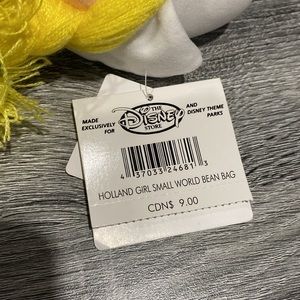 MADE EXCLUSIVELY FOR
THE
DISNEY
STORE
AND DISNEY THEME PARKS
4 37033 24681 3
HOLLAND GIRL SMALL WORLD BEAN BAG
CDN$ 9.00